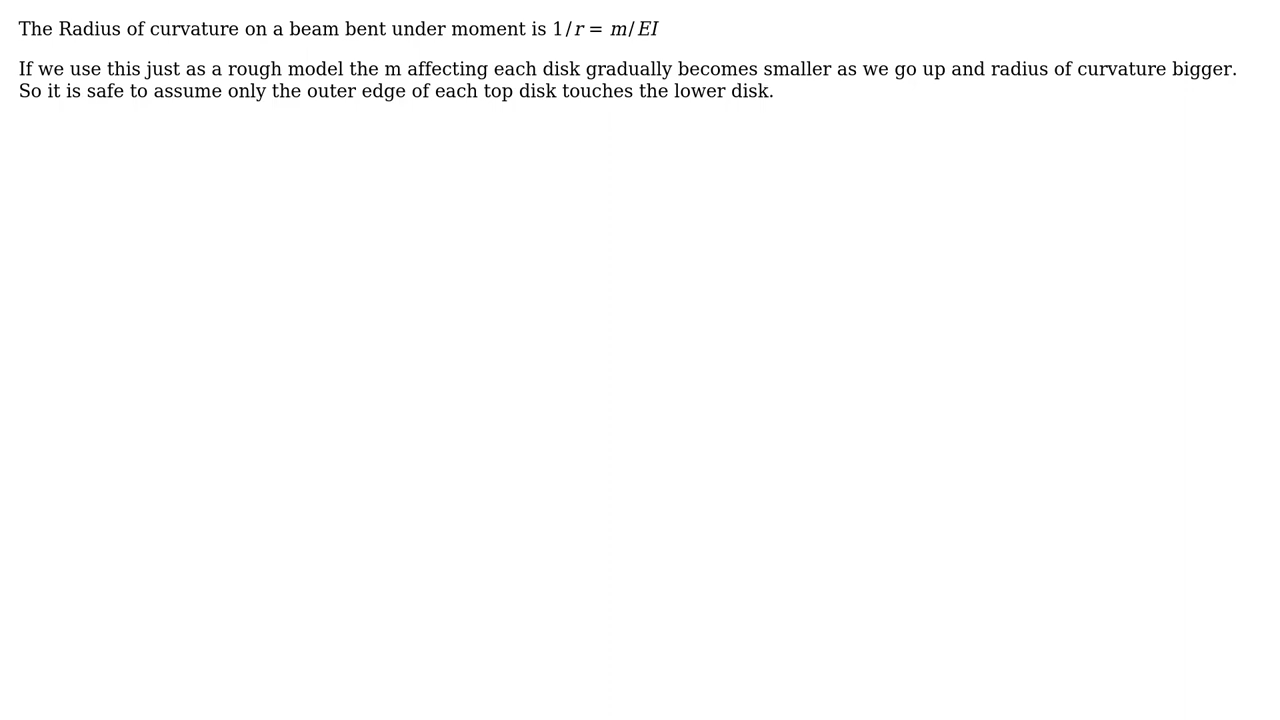 The Radius of curvature on a beam bent under moment is 1/r = m/EI
If we use this just as a rough model the m affecting each disk gradually becomes smaller as we go up and radius of curvature bigger.
So it is safe to assume only the outer edge of each top disk touches the lower disk.